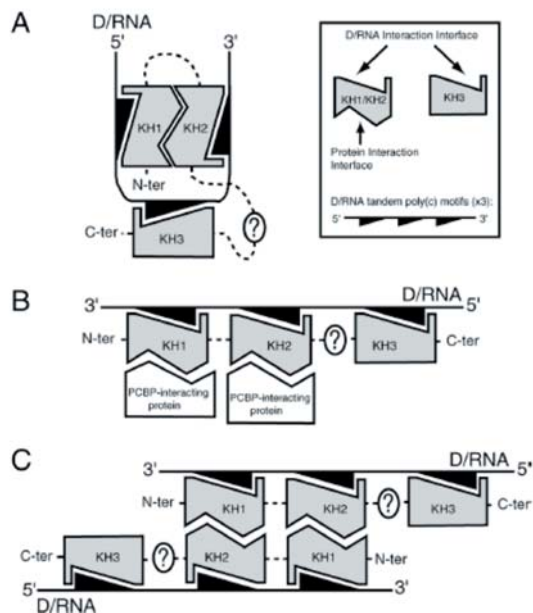 A
D/RNA
5' 3'
KH1 KH2
N-ter
C-ter
KH3
?
D/RNA Interaction Interface
KH1/KH2
KH3
Protein Interaction
Interface
D/RNA tandem poly(c) motifs (x3):
5' 3'
B
3' D/RNA 5'
N-ter KH1 KH2 ? KH3 C-ter
PCBP-interacting
protein
PCBP-interacting
protein
C
3' D/RNA 5'
N-ter KH1 KH2 ? KH3 C-ter
C-ter KH3 ? KH2 KH1 N-ter
5' 3'
D/RNA